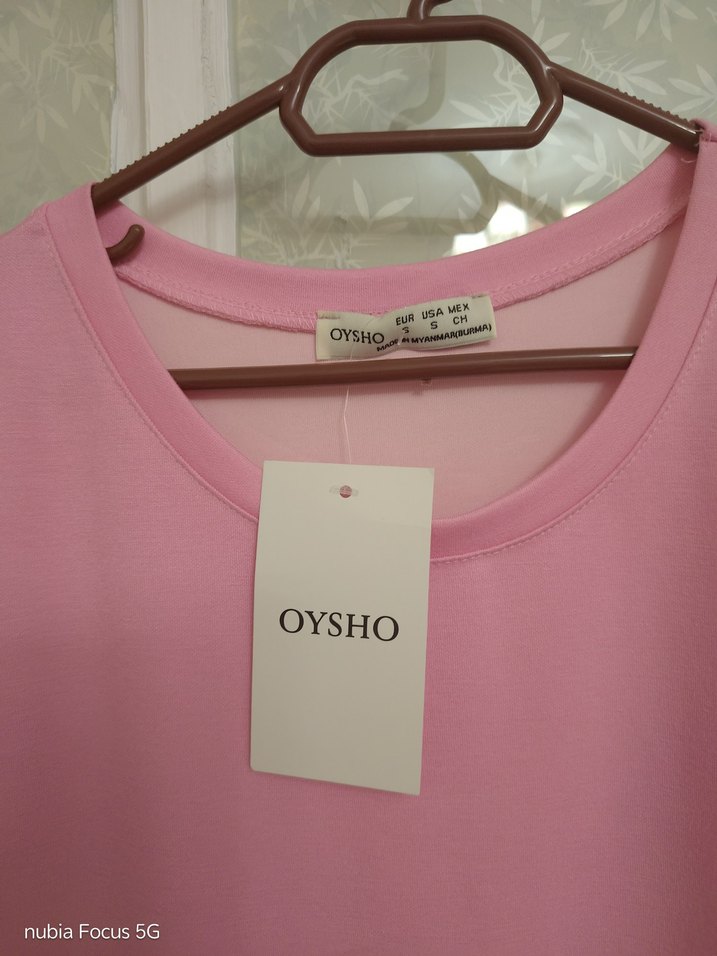 EUR USA MEX
OYSHO S S CH
MADE IN MYANMAR(BURMA)
OYSHO
nubia Focus 5G